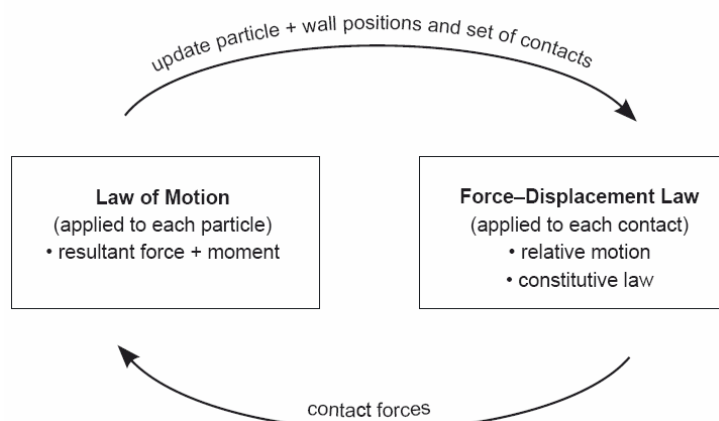 update particle + wall positions and set of contacts
Law of Motion
(applied to each particle)
• resultant force + moment
Force–Displacement Law
(applied to each contact)
• relative motion
• constitutive law
contact forces